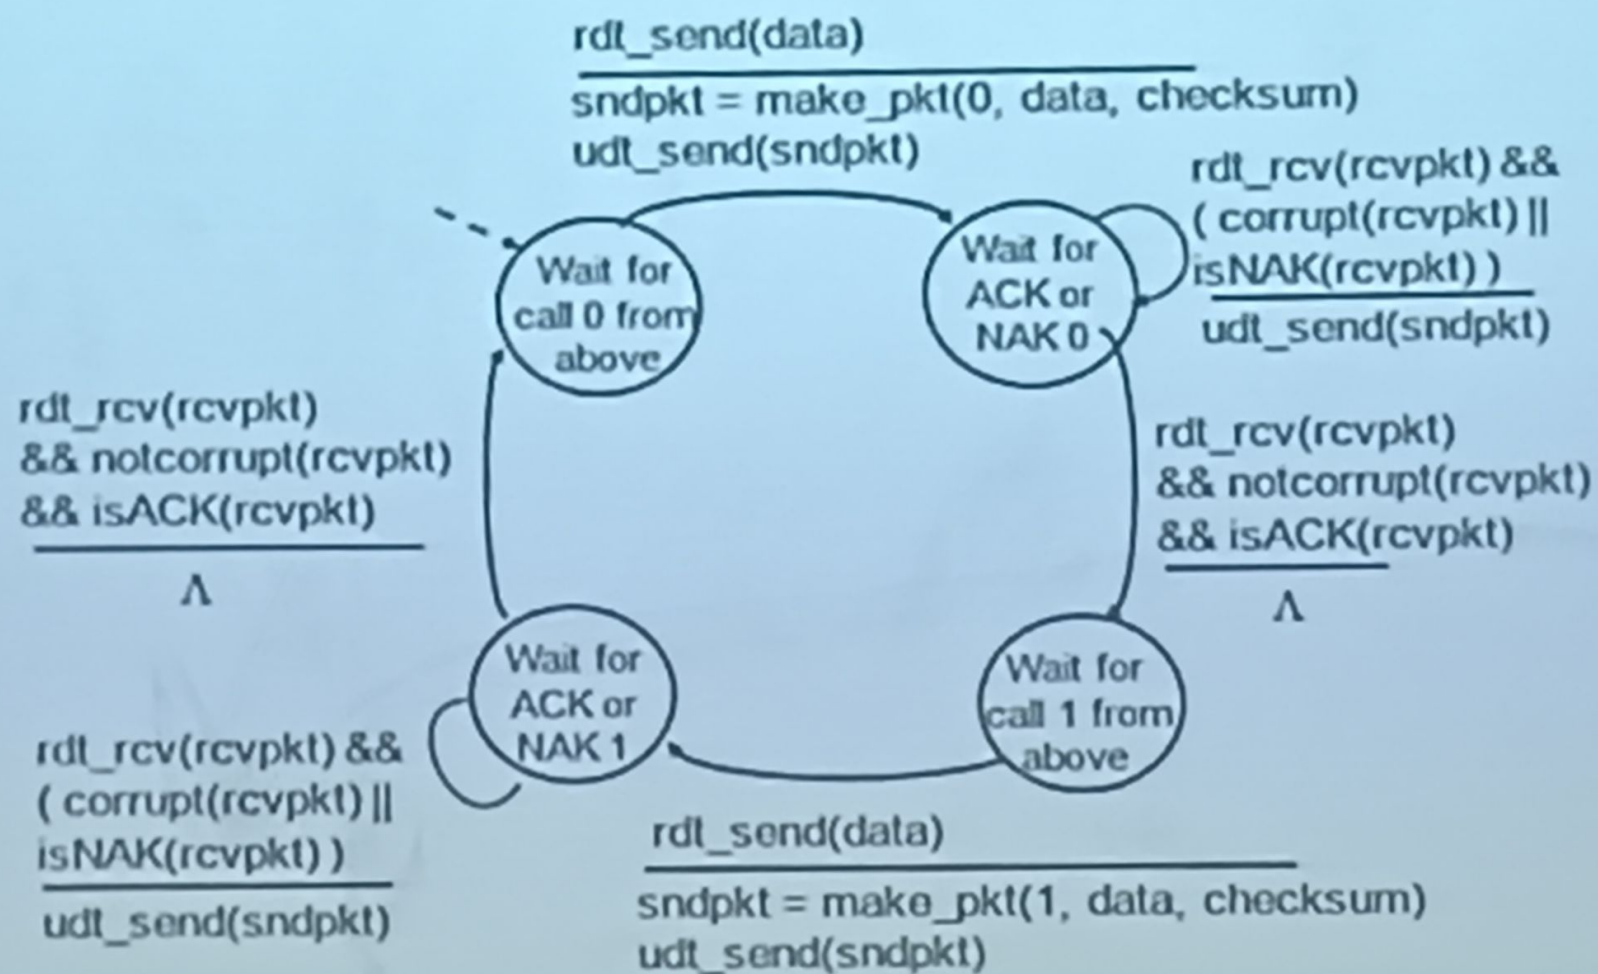 rdt_send(data)
sndpkt = make_pkt(0, data, checksum)
udt_send(sndpkt)
rdt_rcv(rcvpkt) &&
( corrupt(rcvpkt) ||
isNAK(rcvpkt) )
udt_send(sndpkt)
Wait for
call 0 from
above
Wait for
ACK or
NAK 0
rdt_rcv(rcvpkt)
&& notcorrupt(rcvpkt)
&& isACK(rcvpkt)
Λ
rdt_rcv(rcvpkt)
&& notcorrupt(rcvpkt)
&& isACK(rcvpkt)
Λ
Wait for
ACK or
NAK 1
Wait for
call 1 from
above
rdt_rcv(rcvpkt) &&
( corrupt(rcvpkt) ||
isNAK(rcvpkt) )
udt_send(sndpkt)
rdt_send(data)
sndpkt = make_pkt(1, data, checksum)
udt_send(sndpkt)